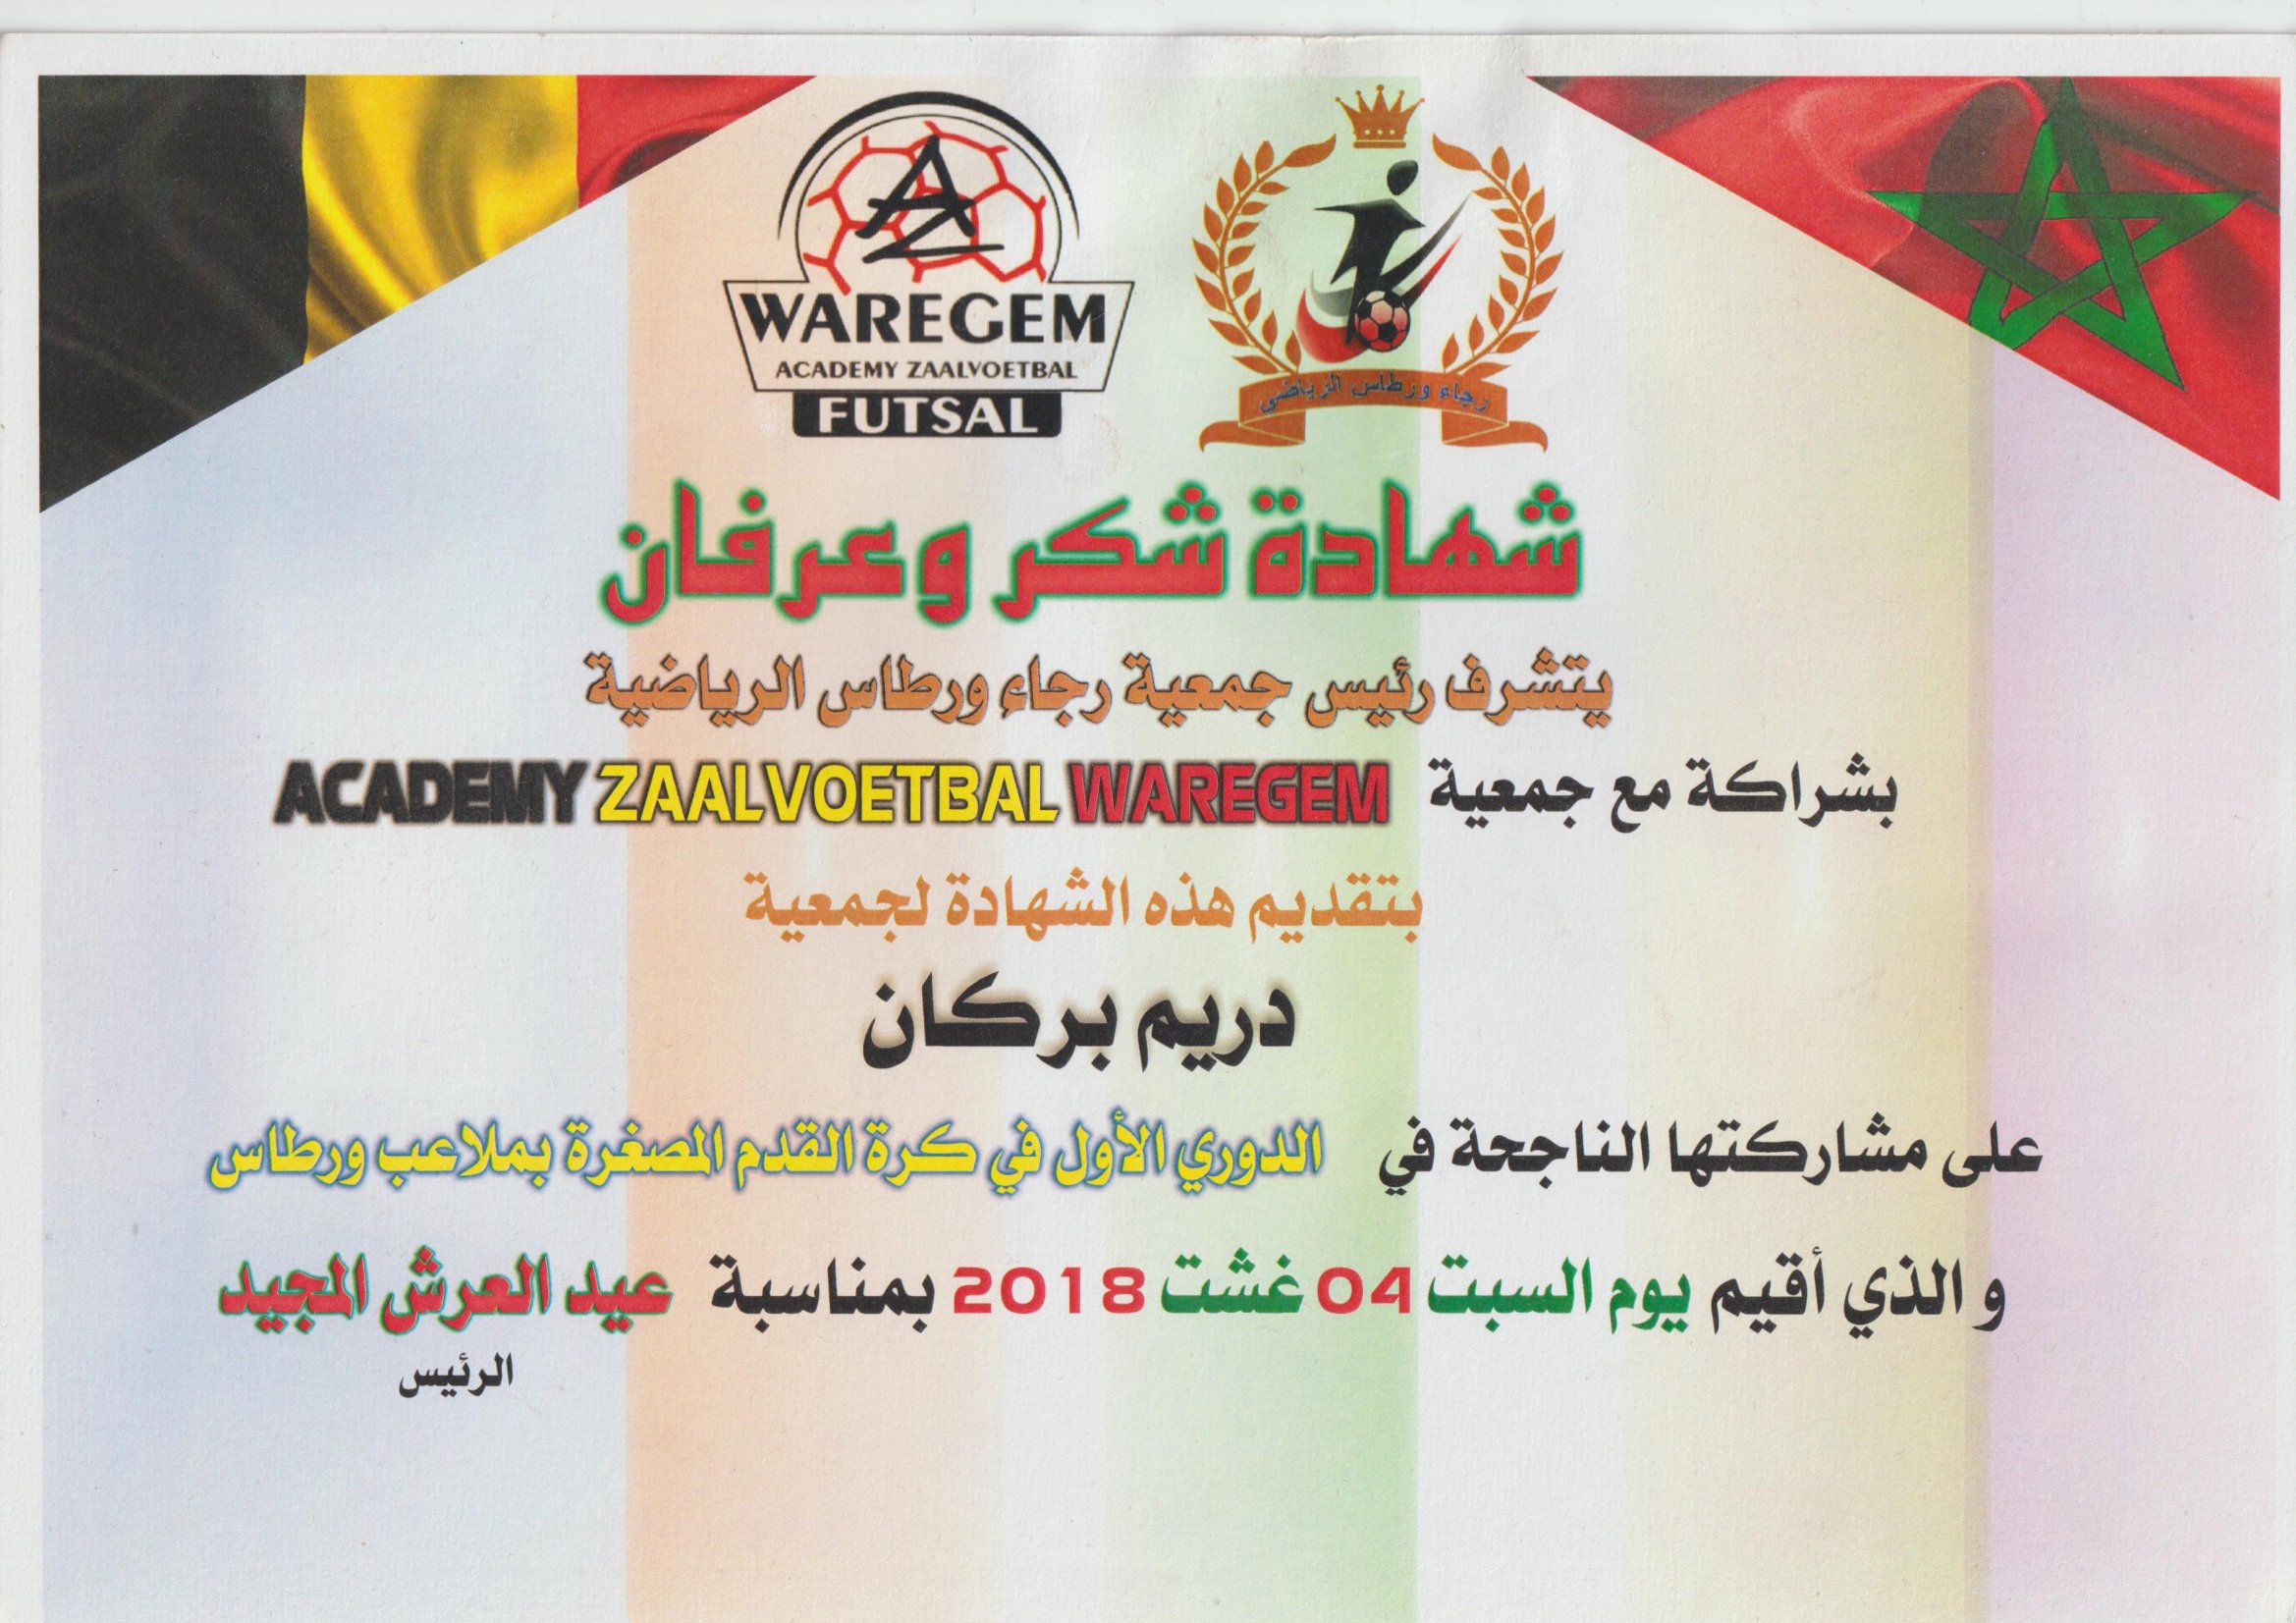 AZ
WAREGEM
ACADEMY ZAALVOETBAL
FUTSAL
رجاء ورطاس الرياضي
شهادة شكر وعرفان
يتشرف رئيس جمعية رجاء ورطاس الرياضية
بشراكة مع جمعية ACADEMY ZAALVOETBAL WAREGEM
بتقديم هذه الشهادة لجمعية
دريم بركان
على مشاركتها الناجحة في الدوري الأول في كرة القدم المصغرة بملاعب ورطاس
و الذي أقيم يوم السبت 04 غشت 2018 بمناسبة عيد العرش المجيد
الرئيس